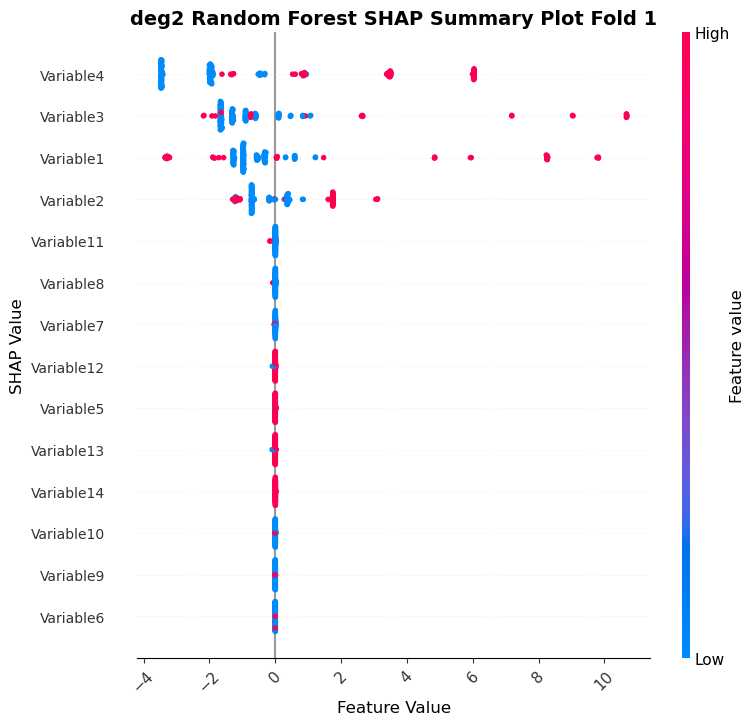 deg2 Random Forest SHAP Summary Plot Fold 1
High
Variable4
Variable3
Variable1
Variable2
Variable11
Variable8
Variable7
Variable12
Variable5
Variable13
Variable14
Variable10
Variable9
Variable6
SHAP Value
Feature value
Low
−4 −2 0 2 4 6 8 10
Feature Value